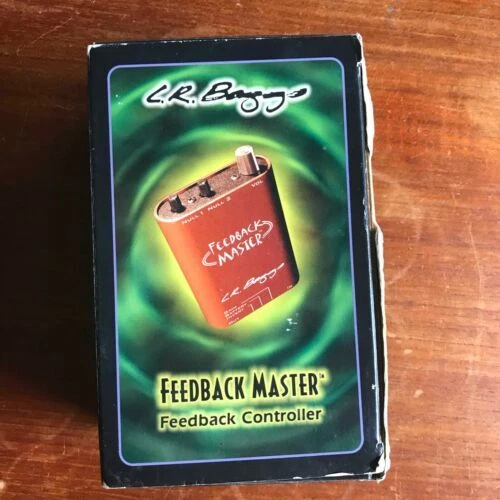 L.R. Baggs
NULL 1 NULL 2 VOL
FEEDBACK
MASTER
L.R. Baggs
FEEDBACK MASTER™
Feedback Controller